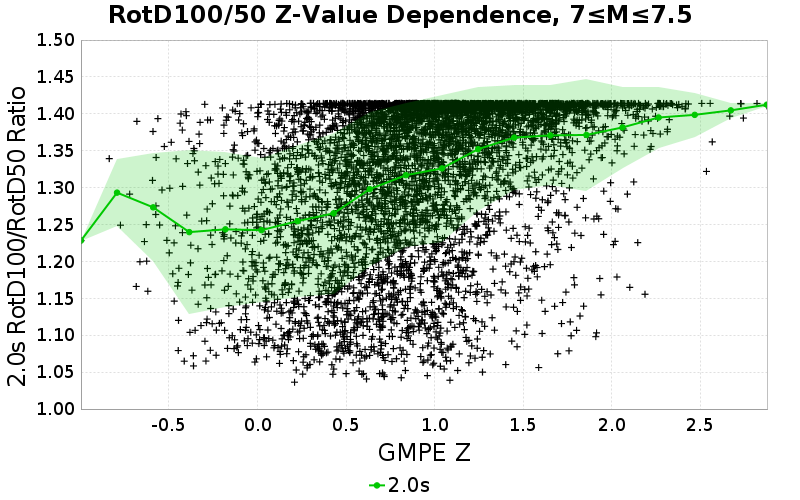 RotD100/50 Z-Value Dependence, 7≤M≤7.5
1.50
1.45
1.40
1.35
1.30
1.25
1.20
1.15
1.10
1.05
1.00
2.0s RotD100/RotD50 Ratio
-0.5 0.0 0.5 1.0 1.5 2.0 2.5
GMPE Z
2.0s